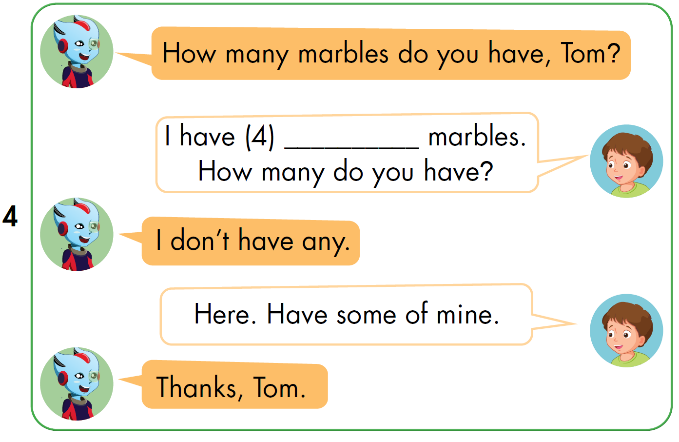 How many marbles do you have, Tom?
I have (4) __________ marbles.
How many do you have?
4
I don't have any.
Here. Have some of mine.
Thanks, Tom.